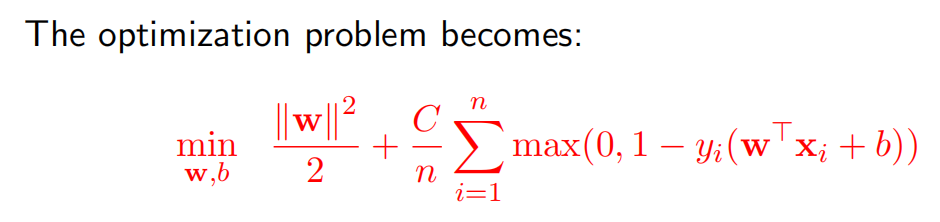 The optimization problem becomes:
min_{w,b} ‖w‖²/2 + C/n ∑_{i=1}^{n} max(0, 1 − y_i(w^⊤x_i + b))